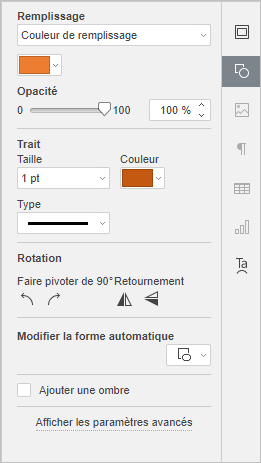 Remplissage
Couleur de remplissage
Opacité
0 100 100 %
Trait
Taille Couleur
1 pt
Type
Rotation
Faire pivoter de 90° Retournement
Modifier la forme automatique
Ajouter une ombre
Afficher les paramètres avancés
Ta